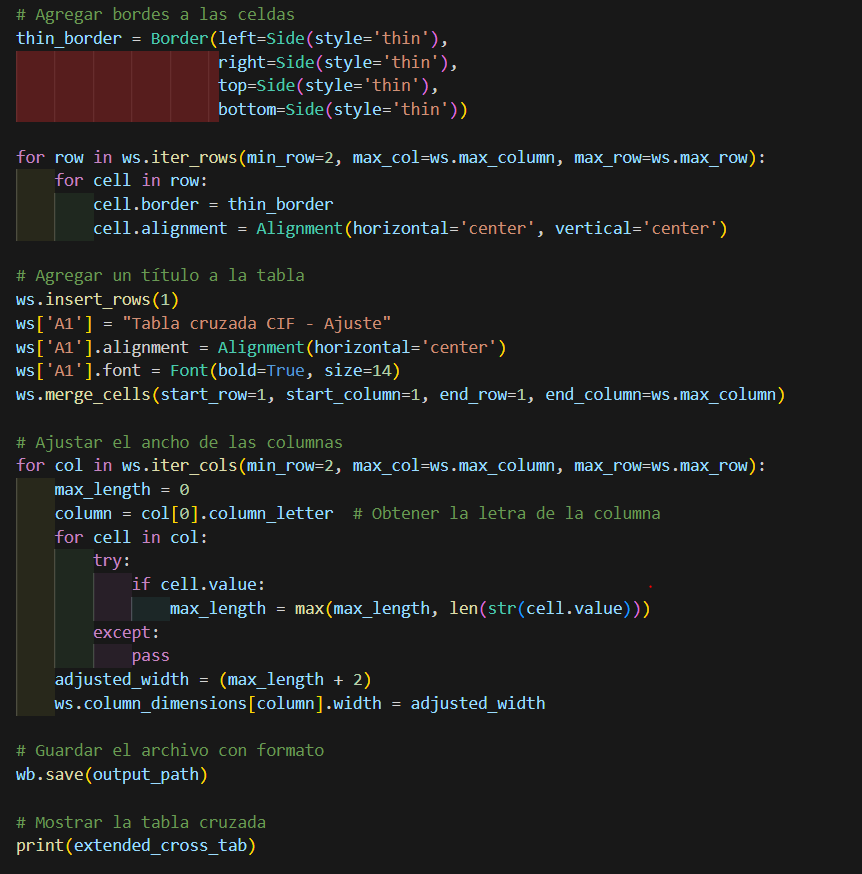 # Agregar bordes a las celdas
thin_border = Border(left=Side(style='thin'),
                     right=Side(style='thin'),
                     top=Side(style='thin'),
                     bottom=Side(style='thin'))

for row in ws.iter_rows(min_row=2, max_col=ws.max_column, max_row=ws.max_row):
    for cell in row:
        cell.border = thin_border
        cell.alignment = Alignment(horizontal='center', vertical='center')

# Agregar un título a la tabla
ws.insert_rows(1)
ws['A1'] = "Tabla cruzada CIF - Ajuste"
ws['A1'].alignment = Alignment(horizontal='center')
ws['A1'].font = Font(bold=True, size=14)
ws.merge_cells(start_row=1, start_column=1, end_row=1, end_column=ws.max_column)

# Ajustar el ancho de las columnas
for col in ws.iter_cols(min_row=2, max_col=ws.max_column, max_row=ws.max_row):
    max_length = 0
    column = col[0].column_letter  # Obtener la letra de la columna
    for cell in col:
        try:
            if cell.value:
                max_length = max(max_length, len(str(cell.value)))
        except:
            pass
    adjusted_width = (max_length + 2)
    ws.column_dimensions[column].width = adjusted_width

# Guardar el archivo con formato
wb.save(output_path)

# Mostrar la tabla cruzada
print(extended_cross_tab)